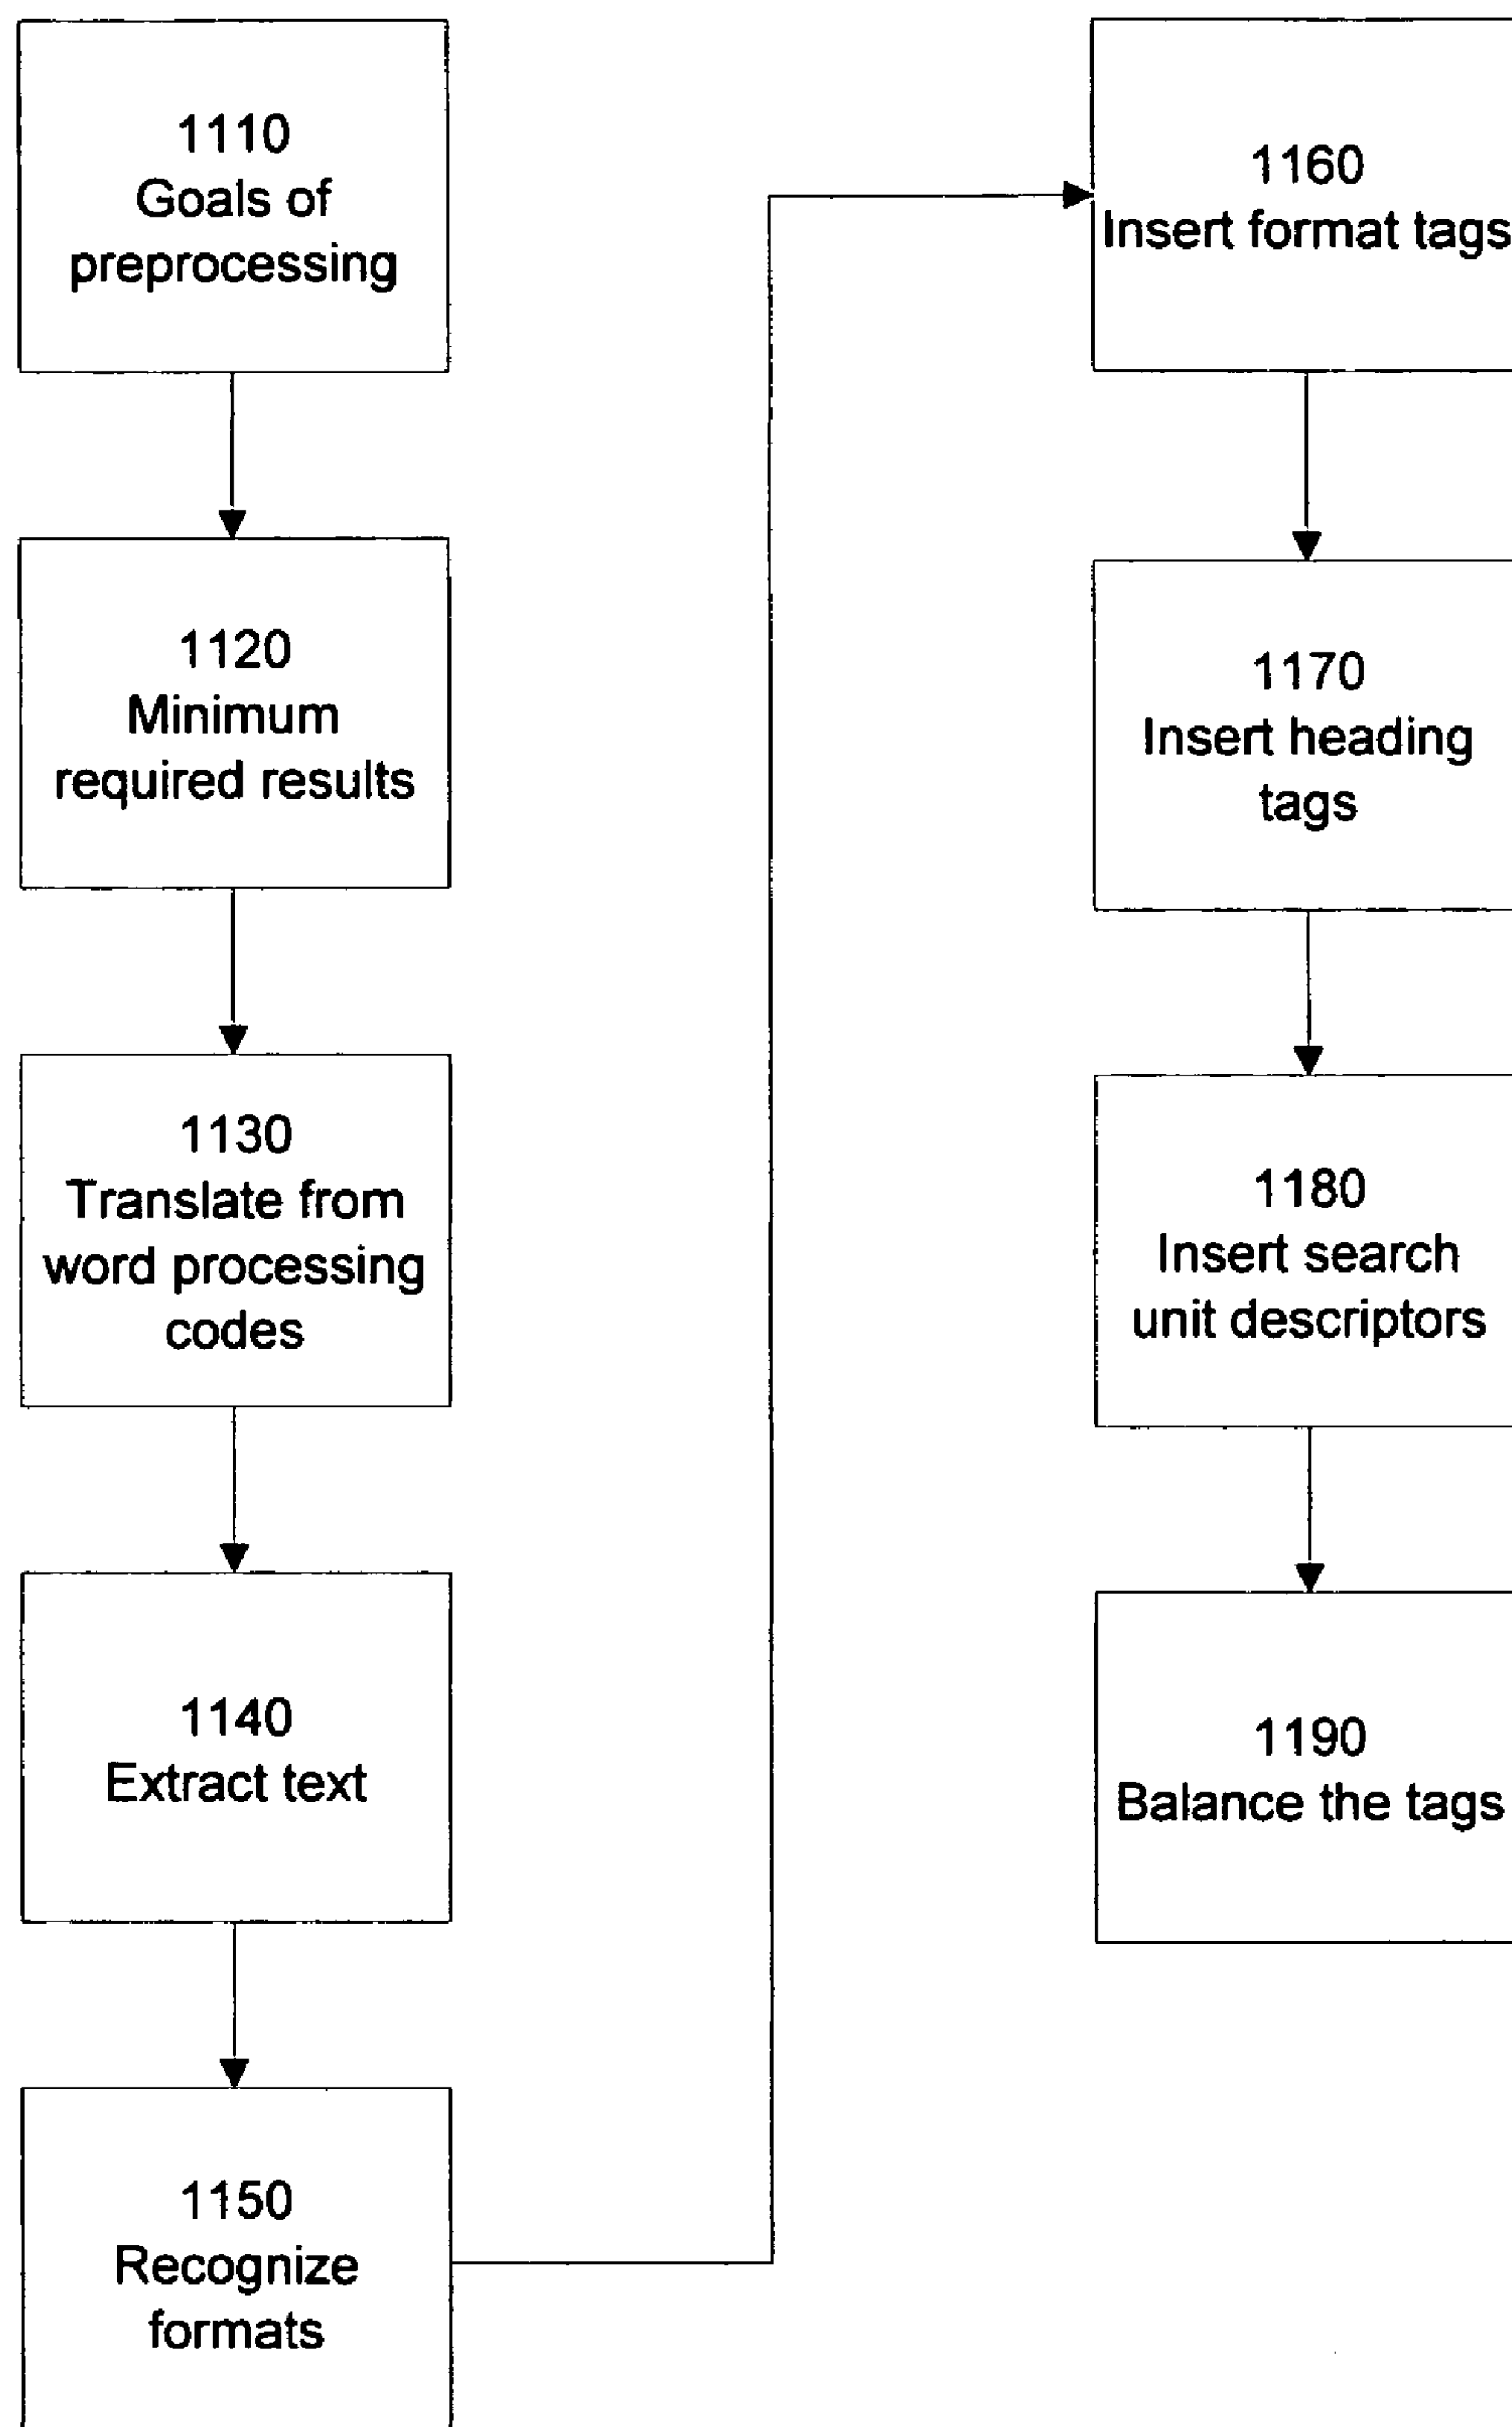 1110
Goals of
preprocessing
1120
Minimum
required results
1130
Translate from
word processing
codes
1140
Extract text
1150
Recognize
formats
1160
Insert format tags
1170
Insert heading
tags
1180
Insert search
unit descriptors
1190
Balance the tags